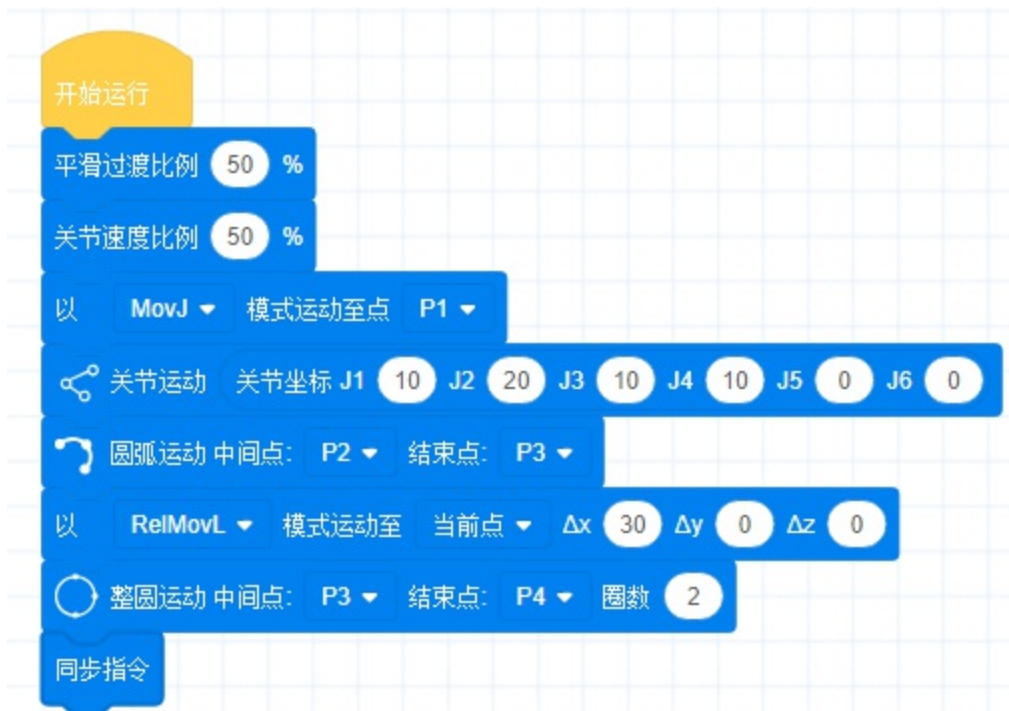 开始运行
平滑过渡比例 50 %
关节速度比例 50 %
以 MovJ 模式运动至点 P1
关节运动 关节坐标 J1 10 J2 20 J3 10 J4 10 J5 0 J6 0
圆弧运动 中间点: P2 结束点: P3
以 RelMovL 模式运动至 当前点 Δx 30 Δy 0 Δz 0
整圆运动 中间点: P3 结束点: P4 圈数 2
同步指令